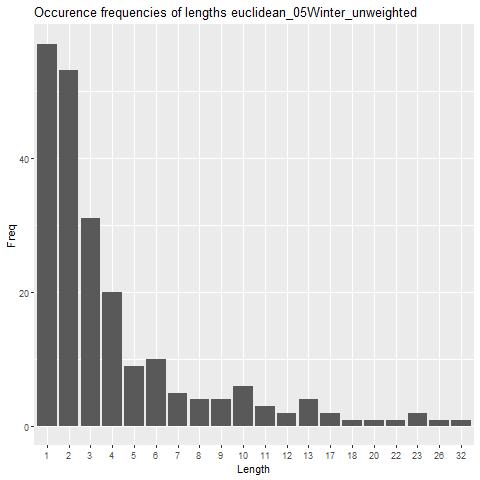 Occurence frequencies of lengths euclidean_05Winter_unweighted
Freq
40
20
0
1 2 3 4 5 6 7 8 9 10 11 12 13 17 18 20 22 23 26 32
Length